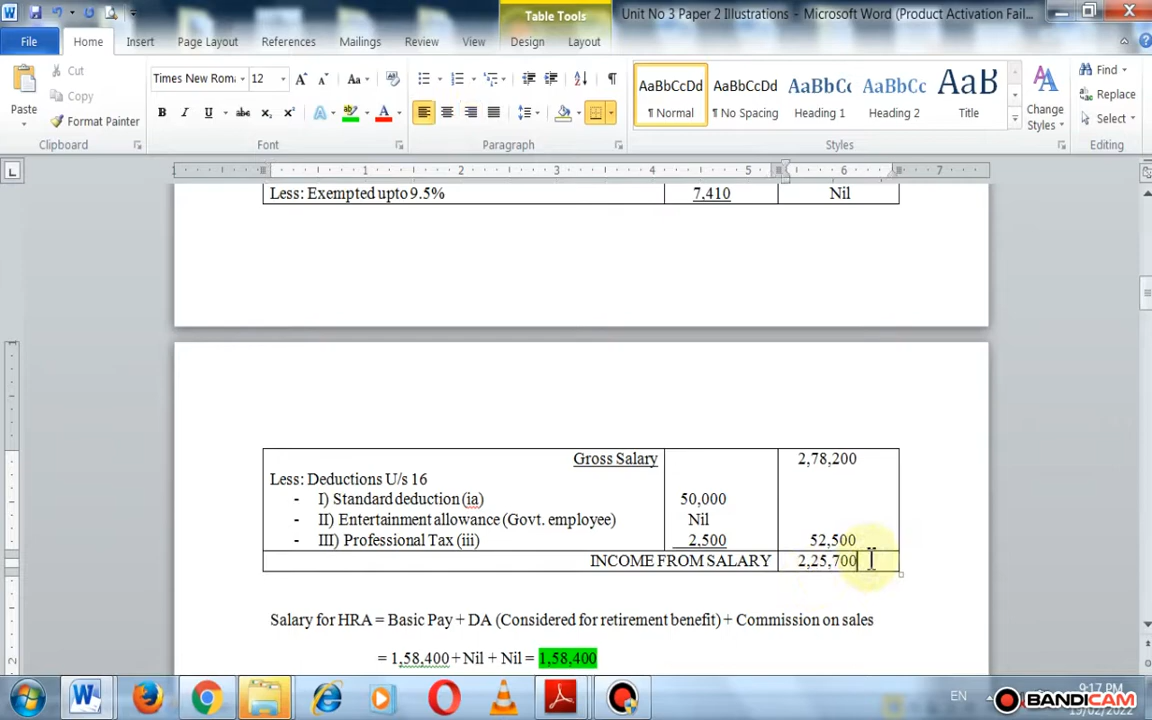 Table Tools
Unit No 3 Paper 2 Illustrations - Microsoft Word (Product Activation Fail...
File Home Insert Page Layout References Mailings Review View Design Layout
Cut
Copy
Format Painter
Paste
Times New Rom 12
AaBbCcDd AaBbCcDd AaBbCc AaBbCc AaB
¶ Normal ¶ No Spacing Heading 1 Heading 2 Title
Change
Styles
Find
Replace
Select
Clipboard Font Paragraph Styles Editing
Less: Exempted upto 9.5% 7,410 Nil
Gross Salary 2,78,200
Less: Deductions U/s 16
- I) Standard deduction (ia) 50,000
- II) Entertainment allowance (Govt. employee) Nil
- III) Professional Tax (iii) 2,500 52,500
INCOME FROM SALARY 2,25,700
Salary for HRA = Basic Pay + DA (Considered for retirement benefit) + Commission on sales
= 1,58,400 + Nil + Nil = 1,58,400
EN
9:17 PM
BANDICAM